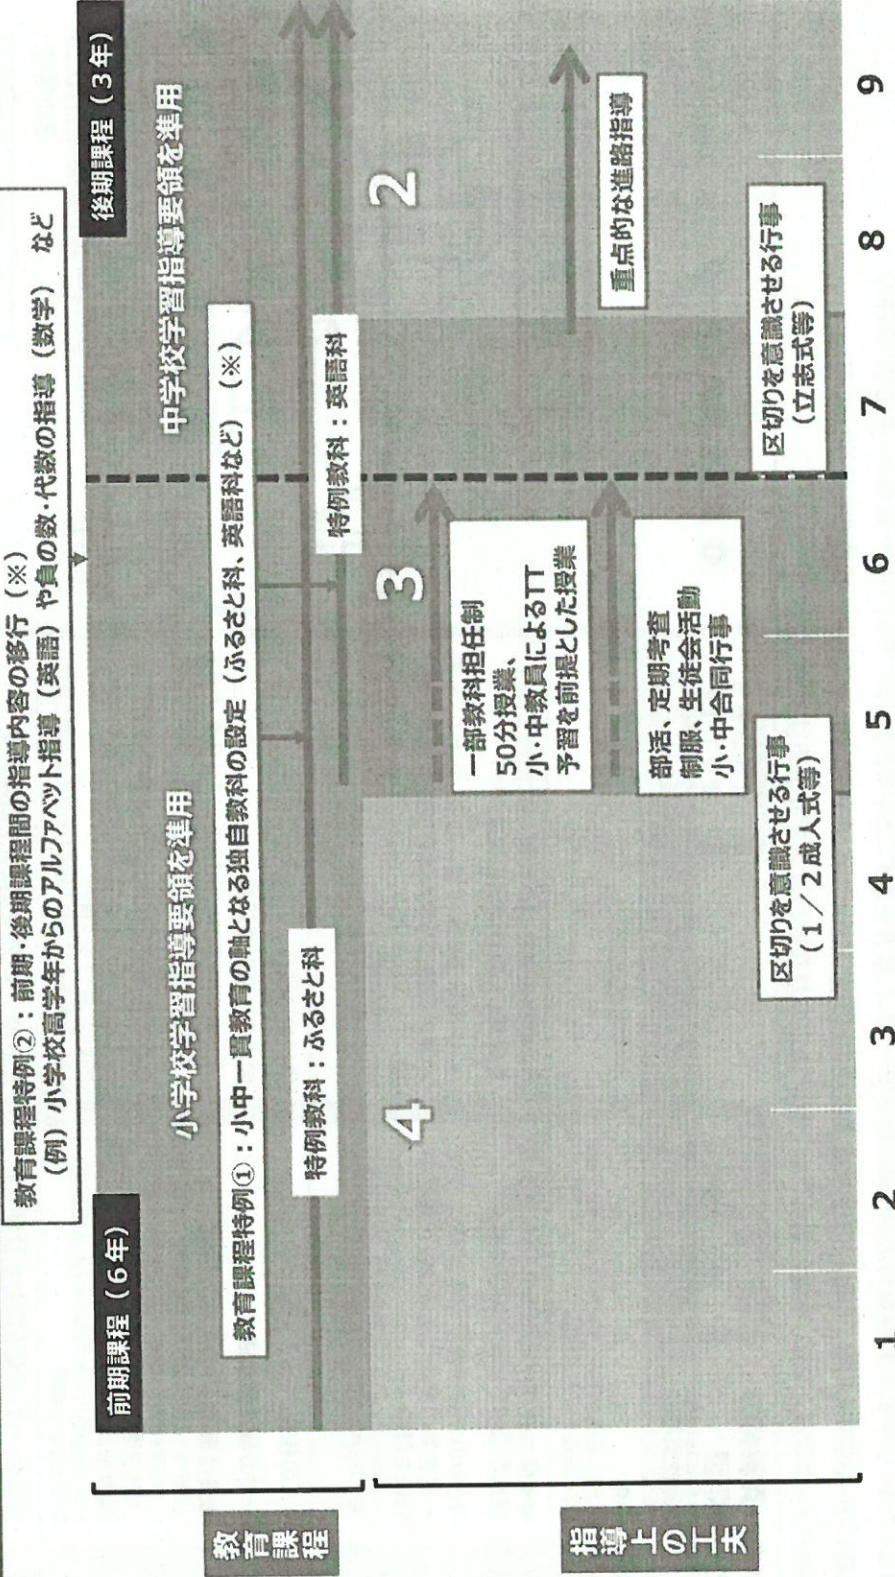 教育課程特例②：前期・後期課程間の指導内容の移行（※）
（例）小学校高学年からのアルファベット指導（英語）や負の数・代数の指導（数学）　など
前期課程（６年）
後期課程（３年）
小学校学習指導要領を準用
中学校学習指導要領を準用
教育課程特例①：小中一貫教育の軸となる独自教科の設定（ふるさと科、英語科など）（※）
特例教科：ふるさと科
特例教科：英語科
教育課程
4
3
2
一部教科担任制
50分授業、
小・中教員によるTT
予習を前提とした授業
重点的な進路指導
部活、定期考査
制服、生徒会活動
小・中合同行事
指導上の工夫
区切りを意識させる行事
（１／２成人式等）
区切りを意識させる行事
（立志式等）
1 2 3 4 5 6 7 8 9